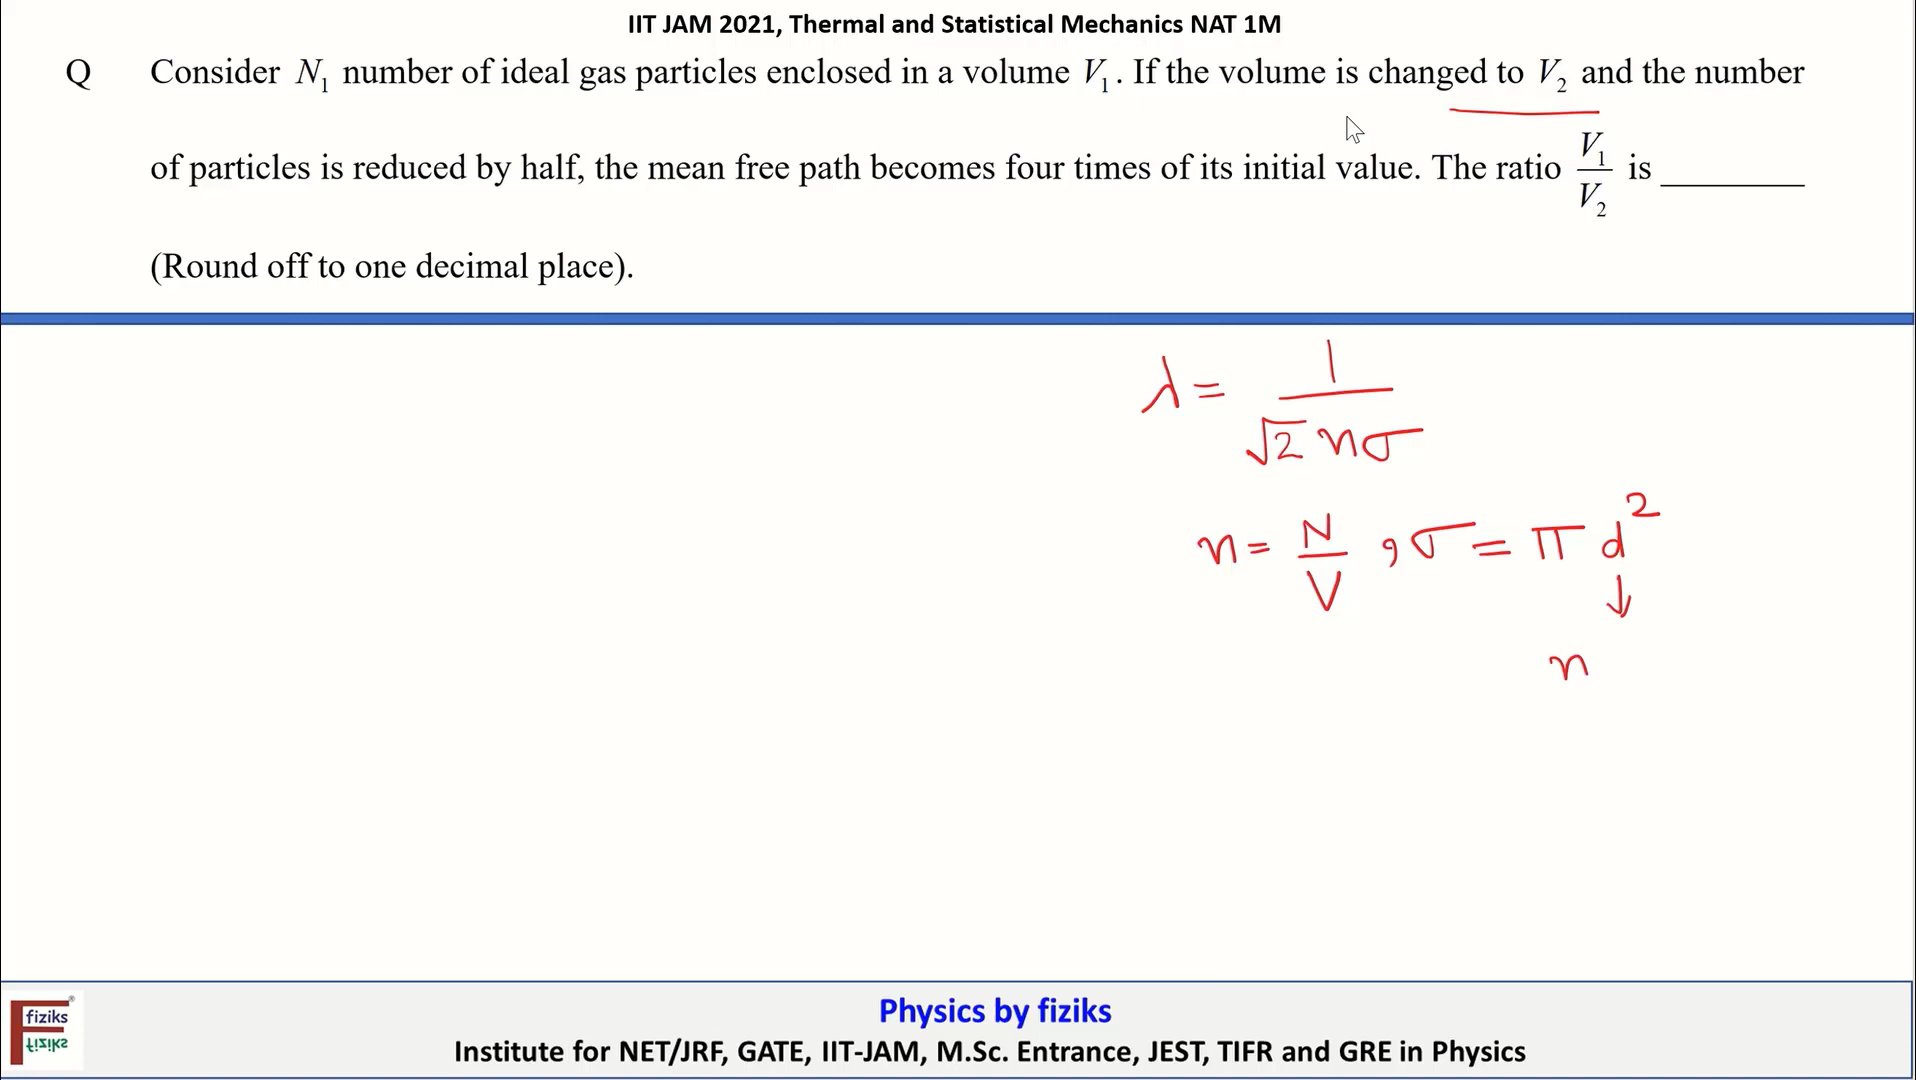 IIT JAM 2021, Thermal and Statistical Mechanics NAT 1M
Q Consider N₁ number of ideal gas particles enclosed in a volume V₁. If the volume is changed to V₂ and the number
of particles is reduced by half, the mean free path becomes four times of its initial value. The ratio V₁/V₂ is ________
(Round off to one decimal place).
λ = 1/(√2 nσ)
n = N/V , σ = π d²
↓
n
fiziks®
fiziks
Physics by fiziks
Institute for NET/JRF, GATE, IIT-JAM, M.Sc. Entrance, JEST, TIFR and GRE in Physics